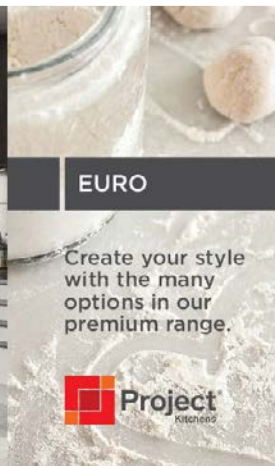 EURO
Create your style
with the many
options in our
premium range.
Project
Kitchens